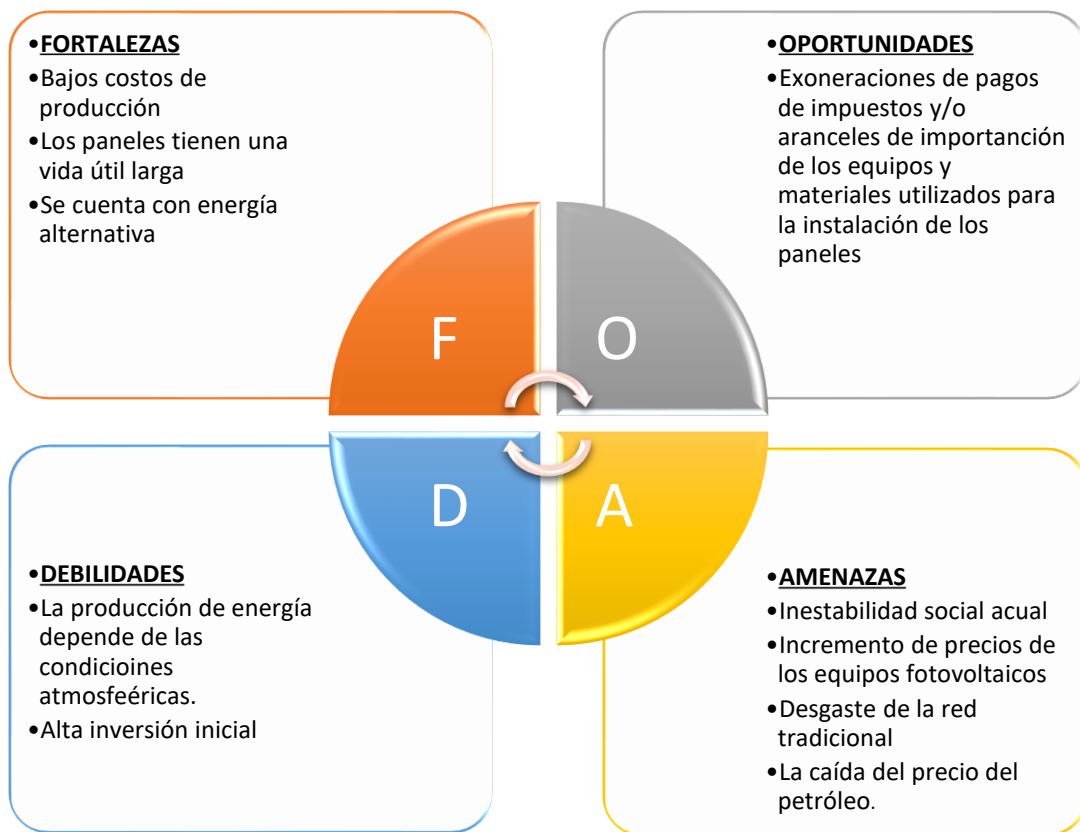 •FORTALEZAS
•Bajos costos de
producción
•Los paneles tienen una
vida útil larga
•Se cuenta con energía
alternativa
•OPORTUNIDADES
•Exoneraciones de pagos
de impuestos y/o
aranceles de importanción
de los equipos y
materiales utilizados para
la instalación de los
paneles
F
O
D
A
•DEBILIDADES
•La producción de energía
depende de las
condicioines
atmosfeéricas.
•Alta inversión inicial
•AMENAZAS
•Inestabilidad social acual
•Incremento de precios de
los equipos fotovoltaicos
•Desgaste de la red
tradicional
•La caída del precio del
petróleo.